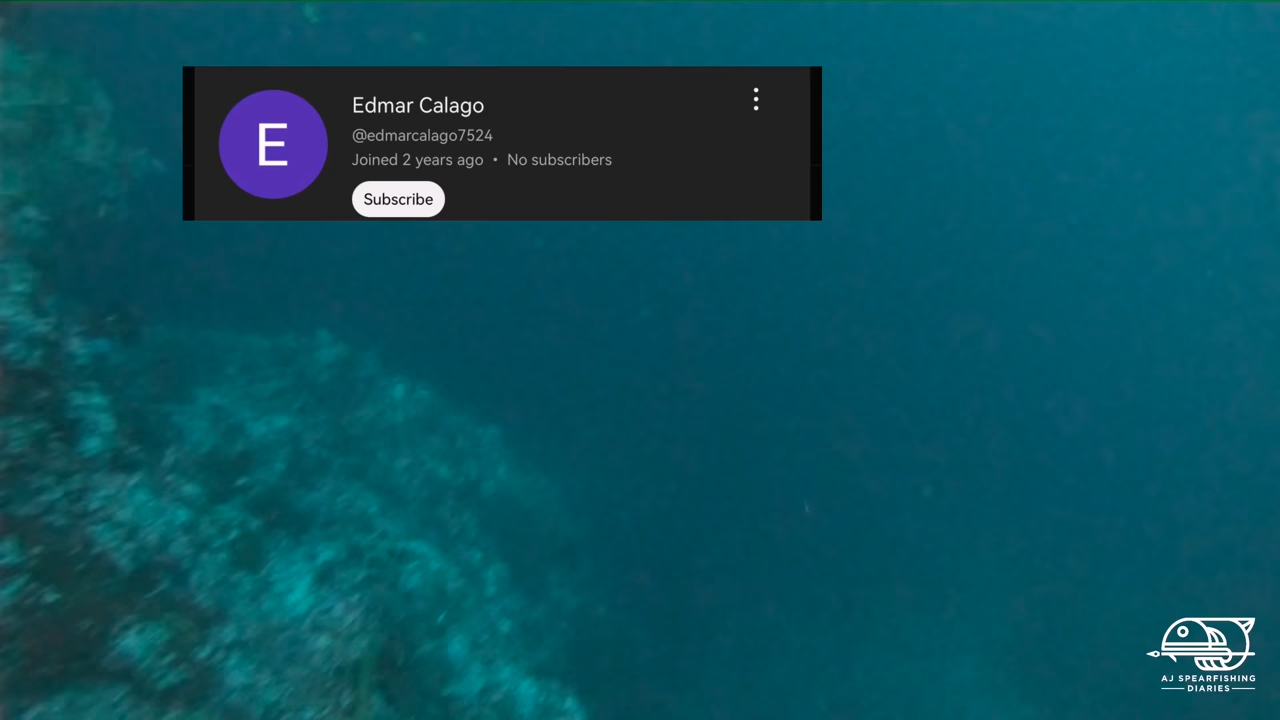 E
Edmar Calago
@edmarcalago7524
Joined 2 years ago • No subscribers
Subscribe
AJ SPEARFISHING
DIARIES